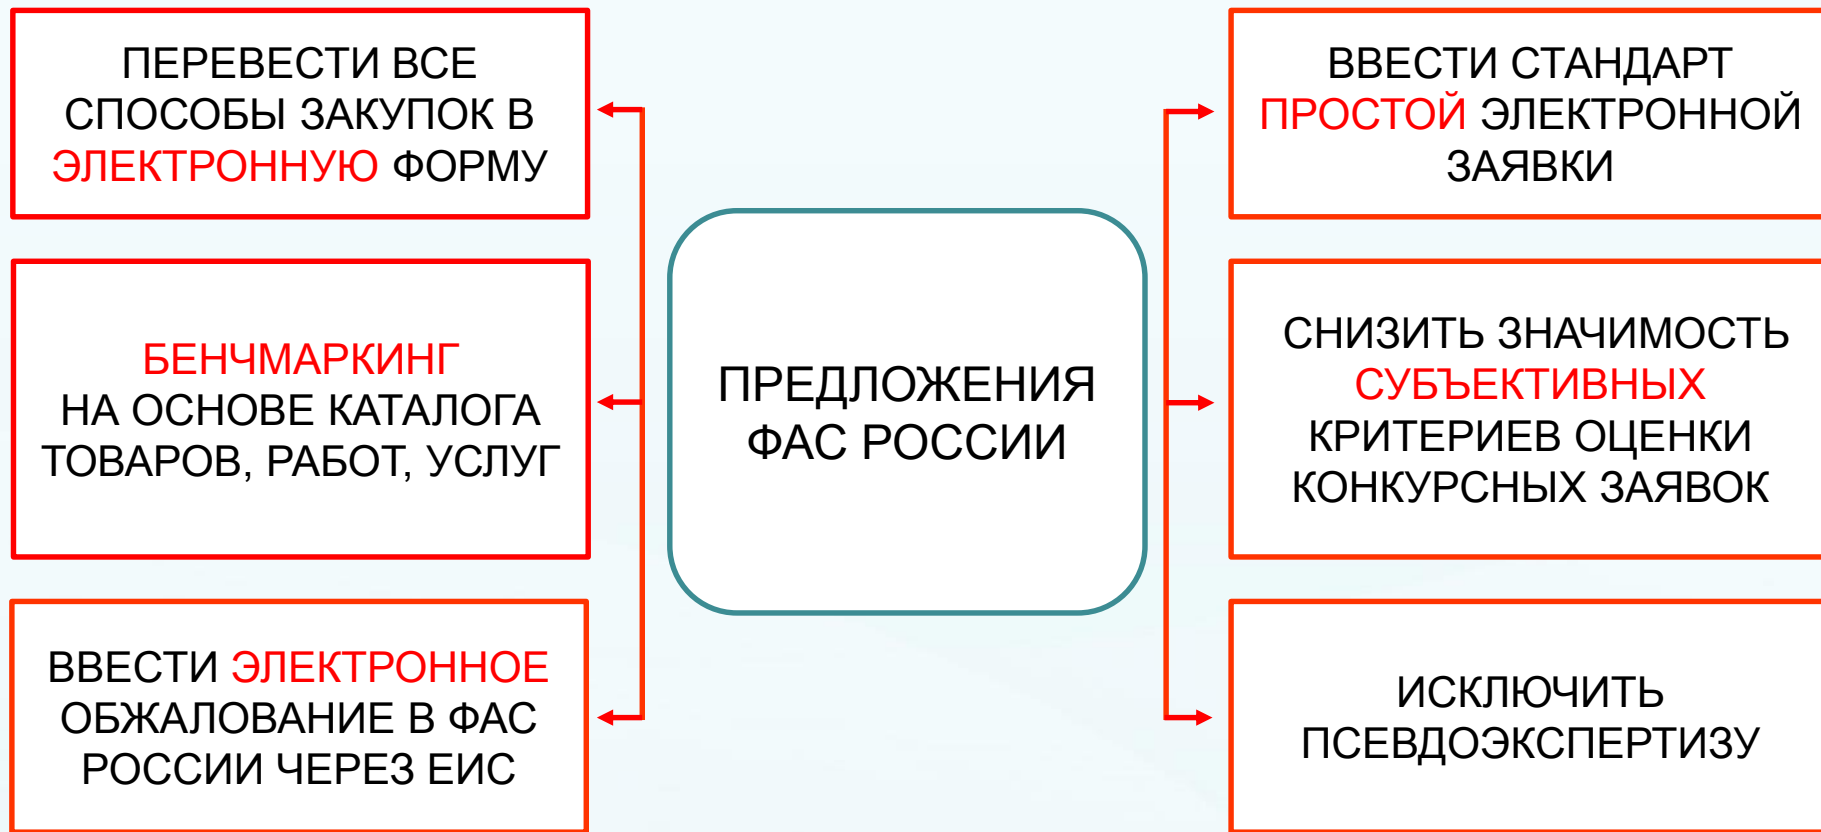 ПЕРЕВЕСТИ ВСЕ
СПОСОБЫ ЗАКУПОК В
ЭЛЕКТРОННУЮ ФОРМУ
БЕНЧМАРКИНГ
НА ОСНОВЕ КАТАЛОГА
ТОВАРОВ, РАБОТ, УСЛУГ
ВВЕСТИ ЭЛЕКТРОННОЕ
ОБЖАЛОВАНИЕ В ФАС
РОССИИ ЧЕРЕЗ ЕИС
ПРЕДЛОЖЕНИЯ
ФАС РОССИИ
ВВЕСТИ СТАНДАРТ
ПРОСТОЙ ЭЛЕКТРОННОЙ
ЗАЯВКИ
СНИЗИТЬ ЗНАЧИМОСТЬ
СУБЪЕКТИВНЫХ
КРИТЕРИЕВ ОЦЕНКИ
КОНКУРСНЫХ ЗАЯВОК
ИСКЛЮЧИТЬ
ПСЕВДОЭКСПЕРТИЗУ